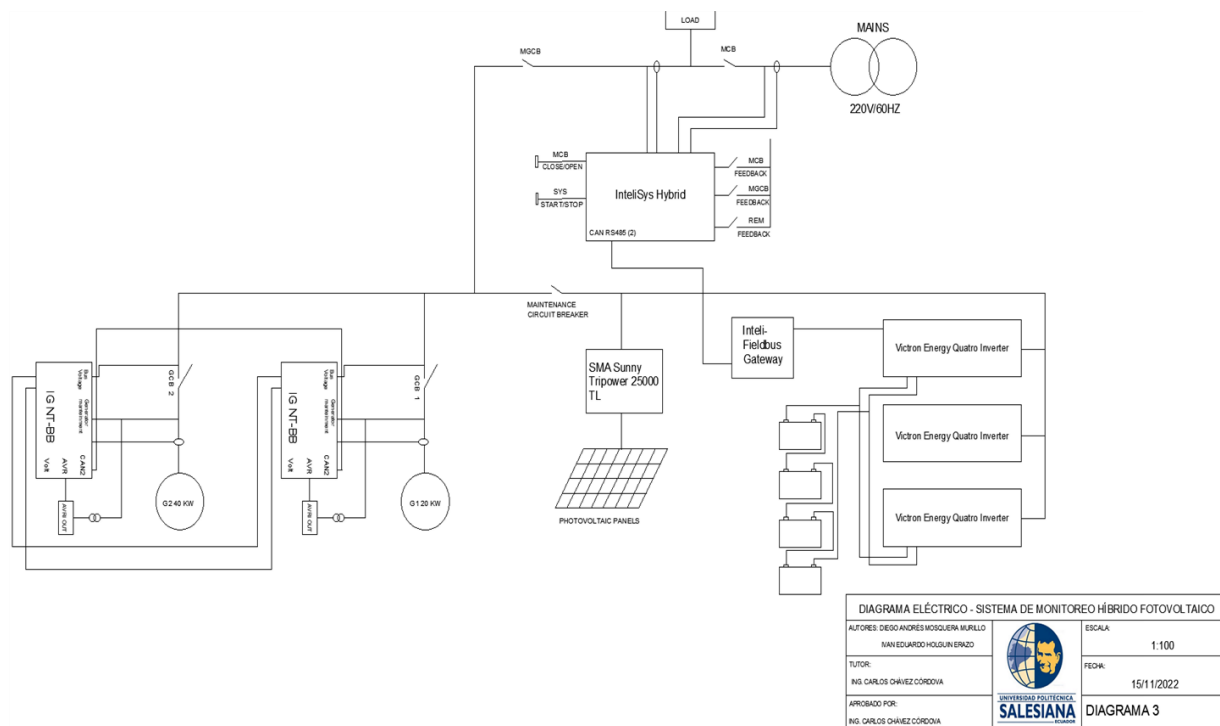 LOAD
MAINS
MGCB
MCB
220V/60HZ
MCB
CLOSE/OPEN
SYS
START/STOP
InteliSys Hybrid
CAN RS485 (2)
MCB
FEEDBACK
MGCB
FEEDBACK
REM
FEEDBACK
MAINTENANCE
CIRCUIT BREAKER
Inteli-
Fieldbus
Gateway
Victron Energy Quatro Inverter
Victron Energy Quatro Inverter
Victron Energy Quatro Inverter
SMA Sunny
Tripower 25000
TL
PHOTOVOLTAIC PANELS
Bus
Voltage
Generator
IG NT-BB
Volt
AVR
CAN2
GCB 2
AVRI OUT
G2 40 KW
Bus
Voltage
Generator
IG NT-BB
Volt
AVR
CAN2
GCB 1
AVRI OUT
G1 20 KW
DIAGRAMA ELÉCTRICO - SISTEMA DE MONITOREO HÍBRIDO FOTOVOLTAICO
AUTORES: DIEGO ANDRÉS MOSQUERA MURILLO
IVAN EDUARDO HOLGUIN ERAZO
TUTOR:
ING. CARLOS CHÁVEZ CÓRDOVA
APROBADO POR:
ING. CARLOS CHÁVEZ CÓRDOVA
UNIVERSIDAD POLITÉCNICA
SALESIANA
ECUADOR
ESCALA:
1:100
FECHA:
15/11/2022
DIAGRAMA 3